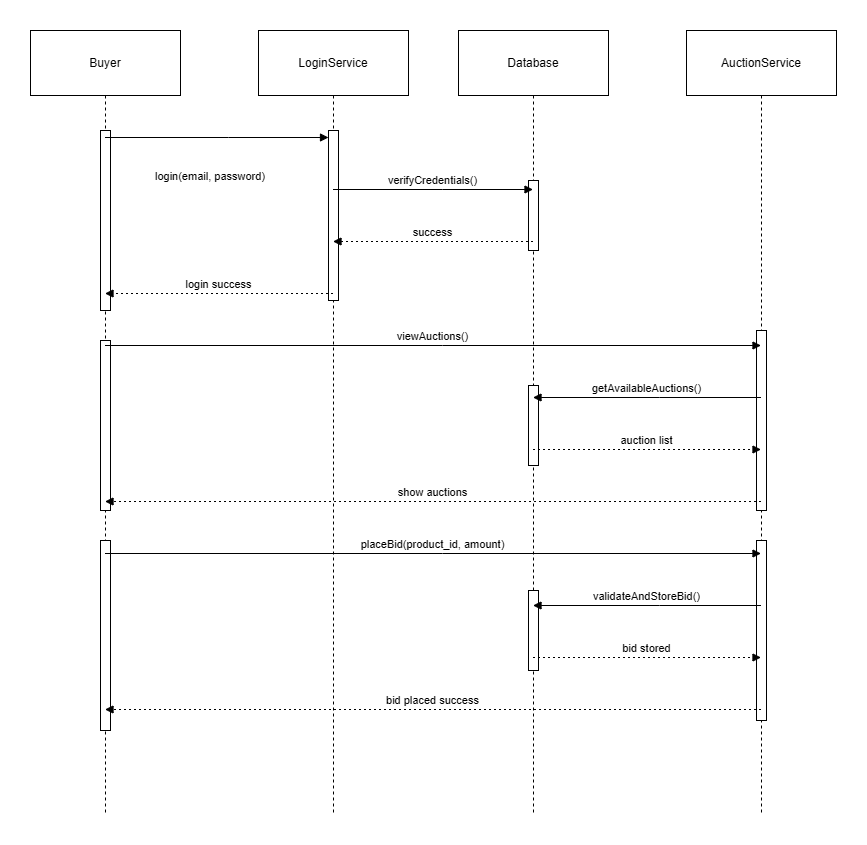 Buyer
LoginService
Database
AuctionService
login(email, password)
verifyCredentials()
success
login success
viewAuctions()
getAvailableAuctions()
auction list
show auctions
placeBid(product_id, amount)
validateAndStoreBid()
bid stored
bid placed success